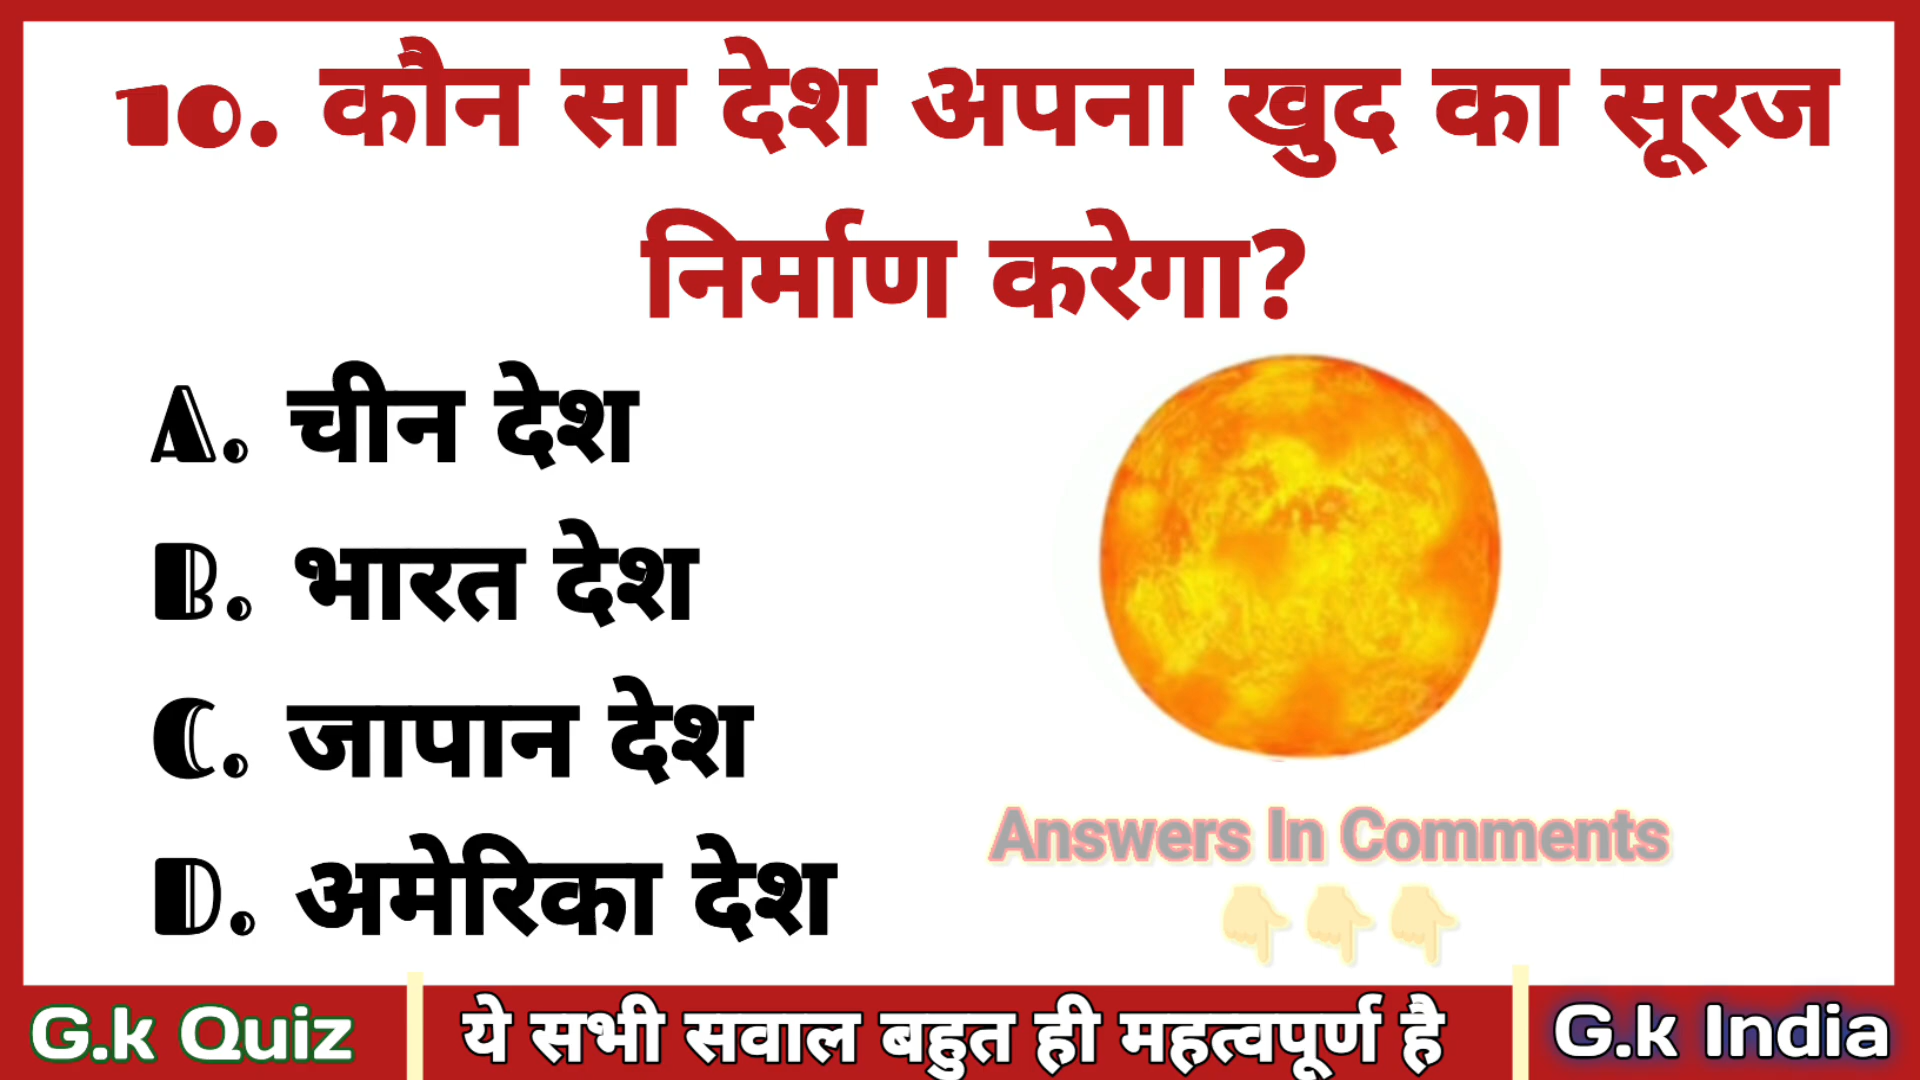 10. कौन सा देश अपना खुद का सूरज
निर्माण करेगा?
A. चीन देश
B. भारत देश
C. जापान देश
D. अमेरिका देश
Answers In Comments
👇👇👇
G.k Quiz
ये सभी सवाल बहुत ही महत्वपूर्ण है
G.k India